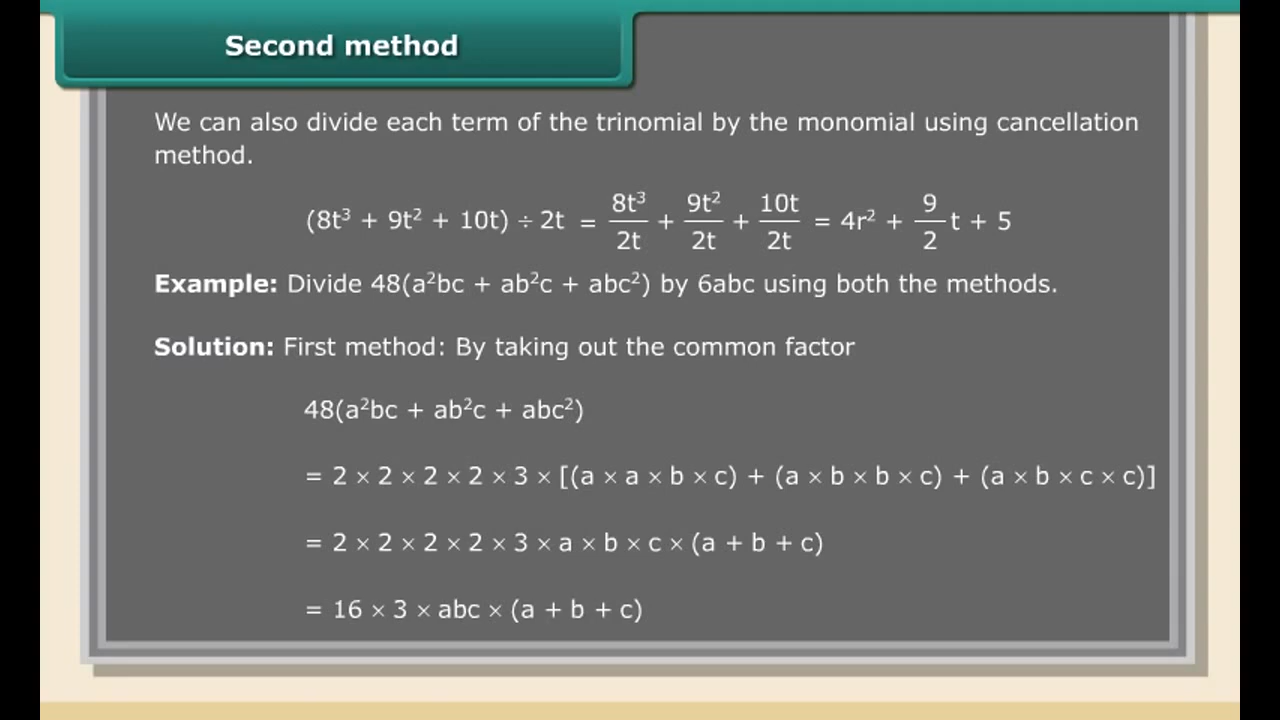 Second method
We can also divide each term of the trinomial by the monomial using cancellation
method.
(8t³ + 9t² + 10t) ÷ 2t = 8t³/2t + 9t²/2t + 10t/2t = 4r² + 9/2 t + 5
Example: Divide 48(a²bc + ab²c + abc²) by 6abc using both the methods.
Solution: First method: By taking out the common factor
48(a²bc + ab²c + abc²)
= 2 × 2 × 2 × 2 × 3 × [(a × a × b × c) + (a × b × b × c) + (a × b × c × c)]
= 2 × 2 × 2 × 2 × 3 × a × b × c × (a + b + c)
= 16 × 3 × abc × (a + b + c)